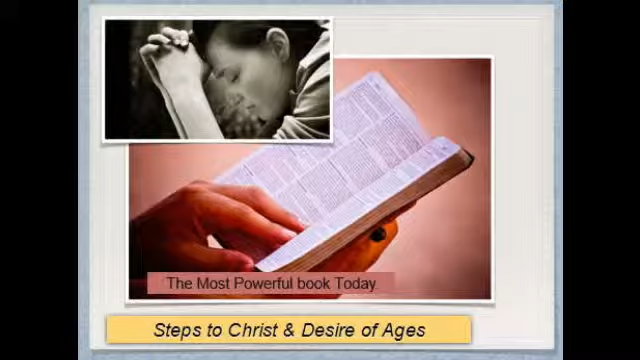 The Most Powerful book Today
Steps to Christ & Desire of Ages